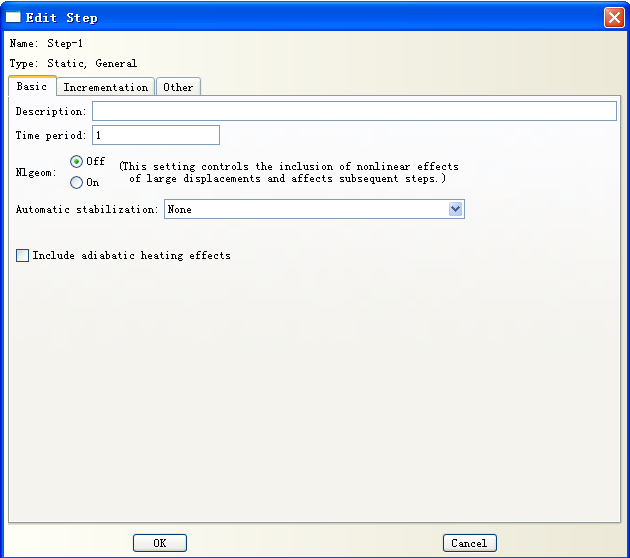 Edit Step
Name: Step-1
Type: Static, General
Basic Incrementation Other
Description:
Time period: 1
Nlgeom: Off On (This setting controls the inclusion of nonlinear effects
of large displacements and affects subsequent steps.)
Automatic stabilization: None
Include adiabatic heating effects
OK Cancel